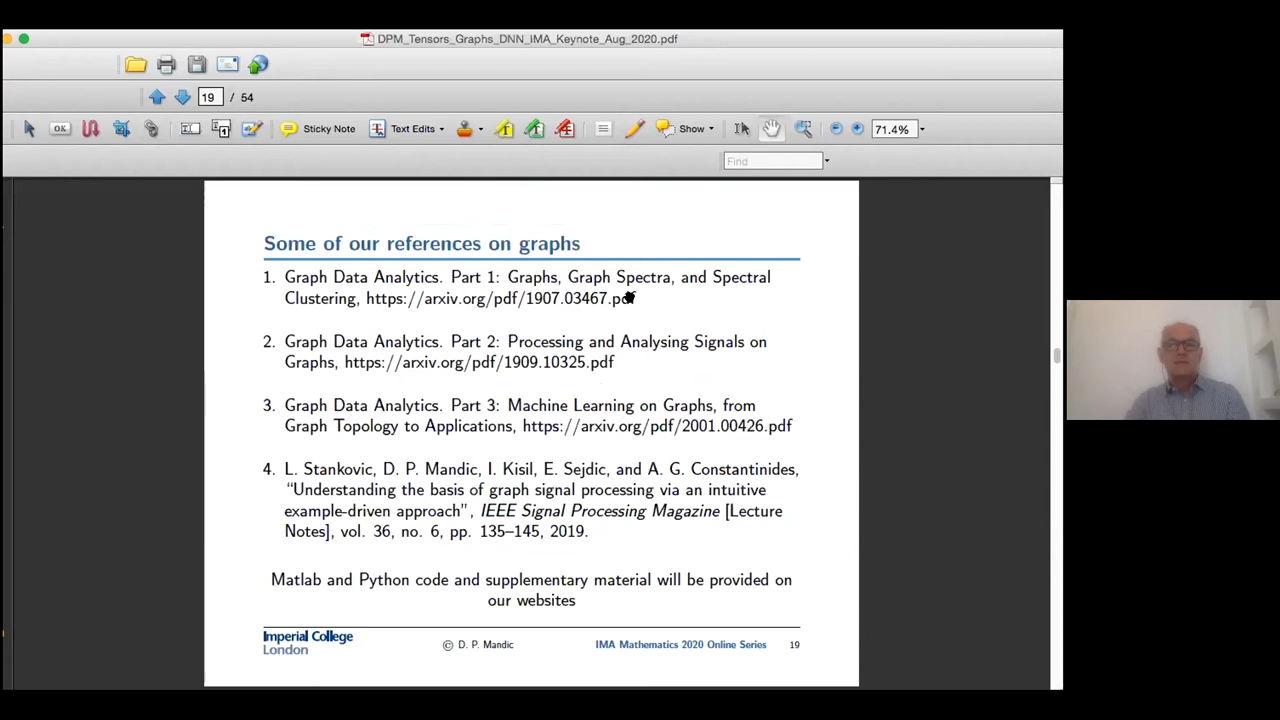 DPM_Tensors_Graphs_DNN_IMA_Keynote_Aug_2020.pdf
19 / 54
OK Sticky Note Text Edits T T T Show 71.4%
Find
Some of our references on graphs
1. Graph Data Analytics. Part 1: Graphs, Graph Spectra, and Spectral
Clustering, https://arxiv.org/pdf/1907.03467.pdf
2. Graph Data Analytics. Part 2: Processing and Analysing Signals on
Graphs, https://arxiv.org/pdf/1909.10325.pdf
3. Graph Data Analytics. Part 3: Machine Learning on Graphs, from
Graph Topology to Applications, https://arxiv.org/pdf/2001.00426.pdf
4. L. Stankovic, D. P. Mandic, I. Kisil, E. Sejdic, and A. G. Constantinides,
“Understanding the basis of graph signal processing via an intuitive
example-driven approach”, IEEE Signal Processing Magazine [Lecture
Notes], vol. 36, no. 6, pp. 135–145, 2019.
Matlab and Python code and supplementary material will be provided on
our websites
Imperial College
London
© D. P. Mandic
IMA Mathematics 2020 Online Series 19